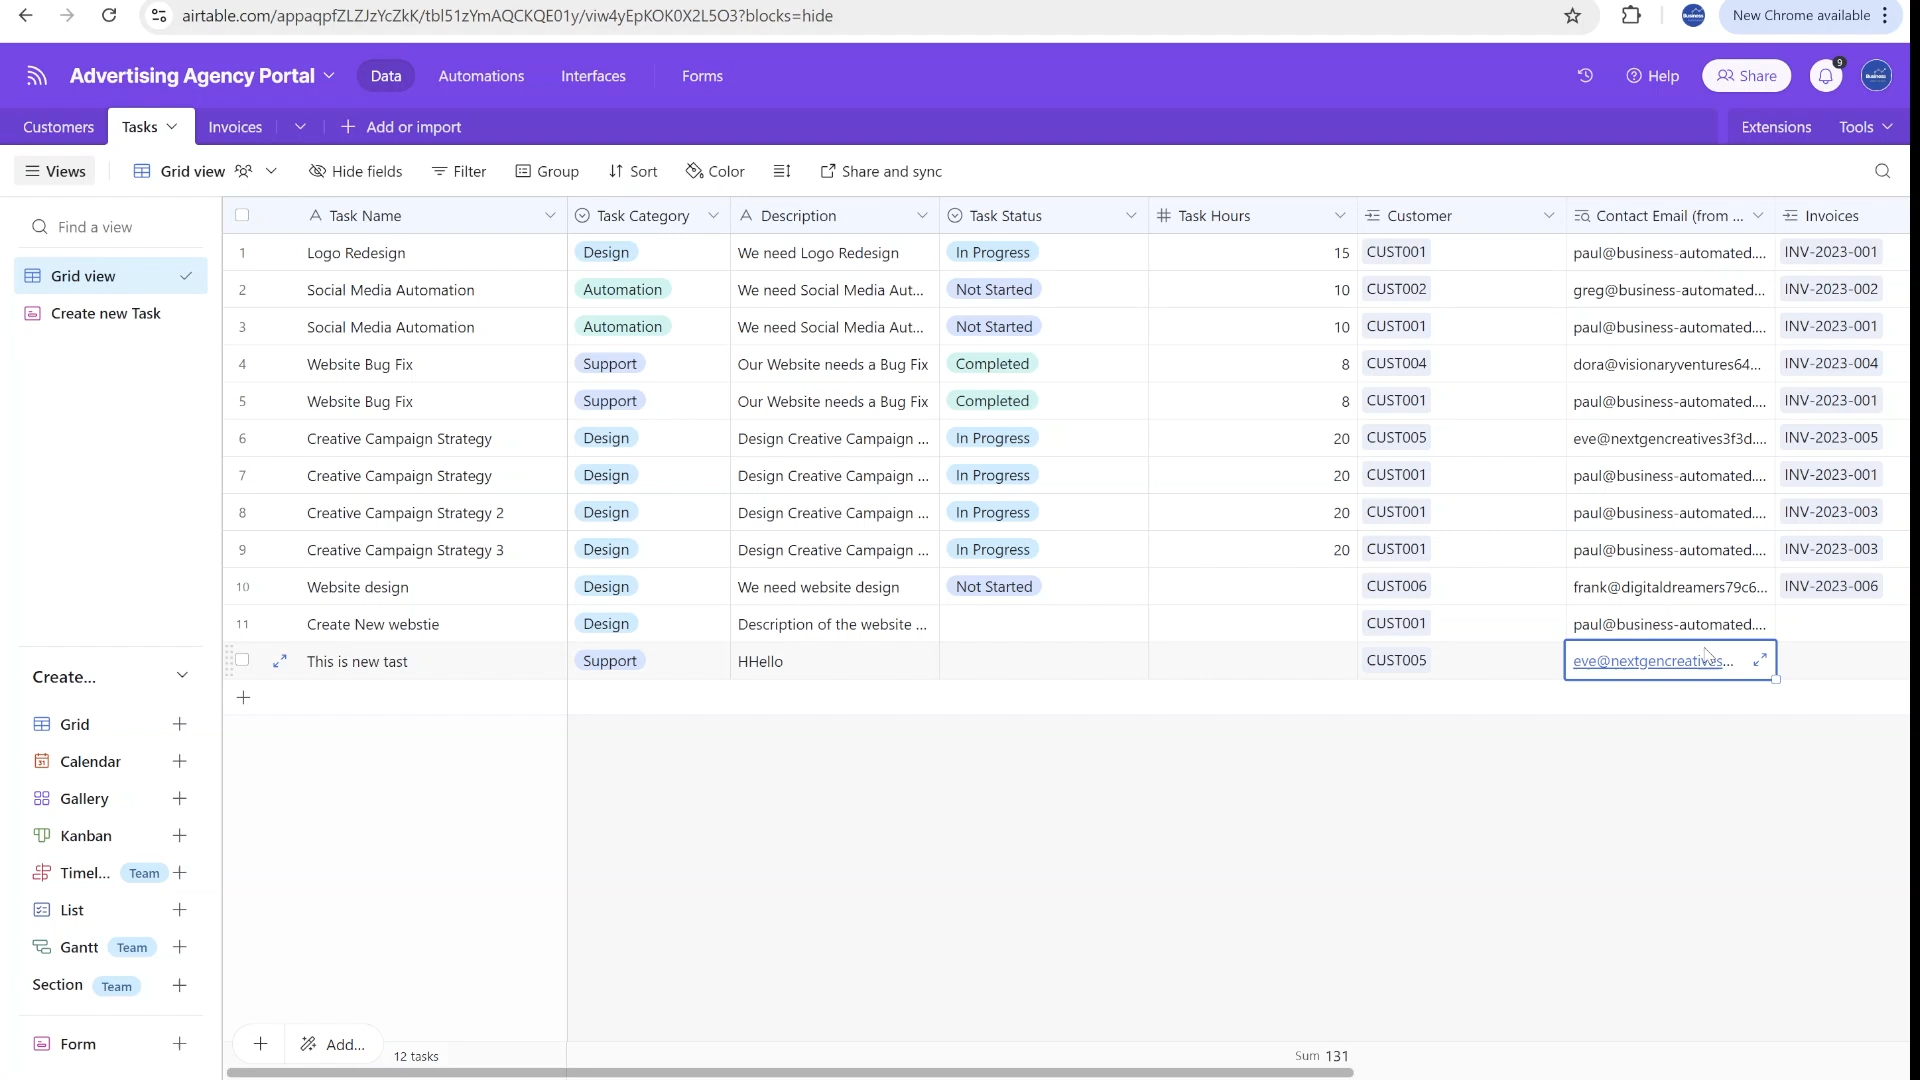 airtable.com/appaqpfZLZJzYcZkK/tbl51zYmAQCKQE01y/viw4yEpKOK0X2L5O3?blocks=hide
New Chrome available
Advertising Agency Portal
Data
Automations
Interfaces
Forms
Help
Share
9
Customers
Tasks
Invoices
Add or import
Extensions
Tools
Views
Grid view
Hide fields
Filter
Group
Sort
Color
Share and sync
Find a view
Grid view
Create new Task
Task Name Task Category Description Task Status Task Hours Customer Contact Email (from ... Invoices
1 Logo Redesign Design We need Logo Redesign In Progress 15 CUST001 paul@business-automated.... INV-2023-001
2 Social Media Automation Automation We need Social Media Aut... Not Started 10 CUST002 greg@business-automated... INV-2023-002
3 Social Media Automation Automation We need Social Media Aut... Not Started 10 CUST001 paul@business-automated.... INV-2023-001
4 Website Bug Fix Support Our Website needs a Bug Fix Completed 8 CUST004 dora@visionaryventures64... INV-2023-004
5 Website Bug Fix Support Our Website needs a Bug Fix Completed 8 CUST001 paul@business-automated.... INV-2023-001
6 Creative Campaign Strategy Design Design Creative Campaign ... In Progress 20 CUST005 eve@nextgencreatives3f3d.... INV-2023-005
7 Creative Campaign Strategy Design Design Creative Campaign ... In Progress 20 CUST001 paul@business-automated.... INV-2023-001
8 Creative Campaign Strategy 2 Design Design Creative Campaign ... In Progress 20 CUST001 paul@business-automated.... INV-2023-003
9 Creative Campaign Strategy 3 Design Design Creative Campaign ... In Progress 20 CUST001 paul@business-automated.... INV-2023-003
10 Website design Design We need website design Not Started CUST006 frank@digitaldreamers79c6... INV-2023-006
11 Create New webstie Design Description of the website ... CUST001 paul@business-automated....
This is new tast Support HHello CUST005 eve@nextgencreatives...
Create...
Grid
Calendar
Gallery
Kanban
Timel... Team
List
Gantt Team
Section Team
Form
Add...
12 tasks
Sum 131